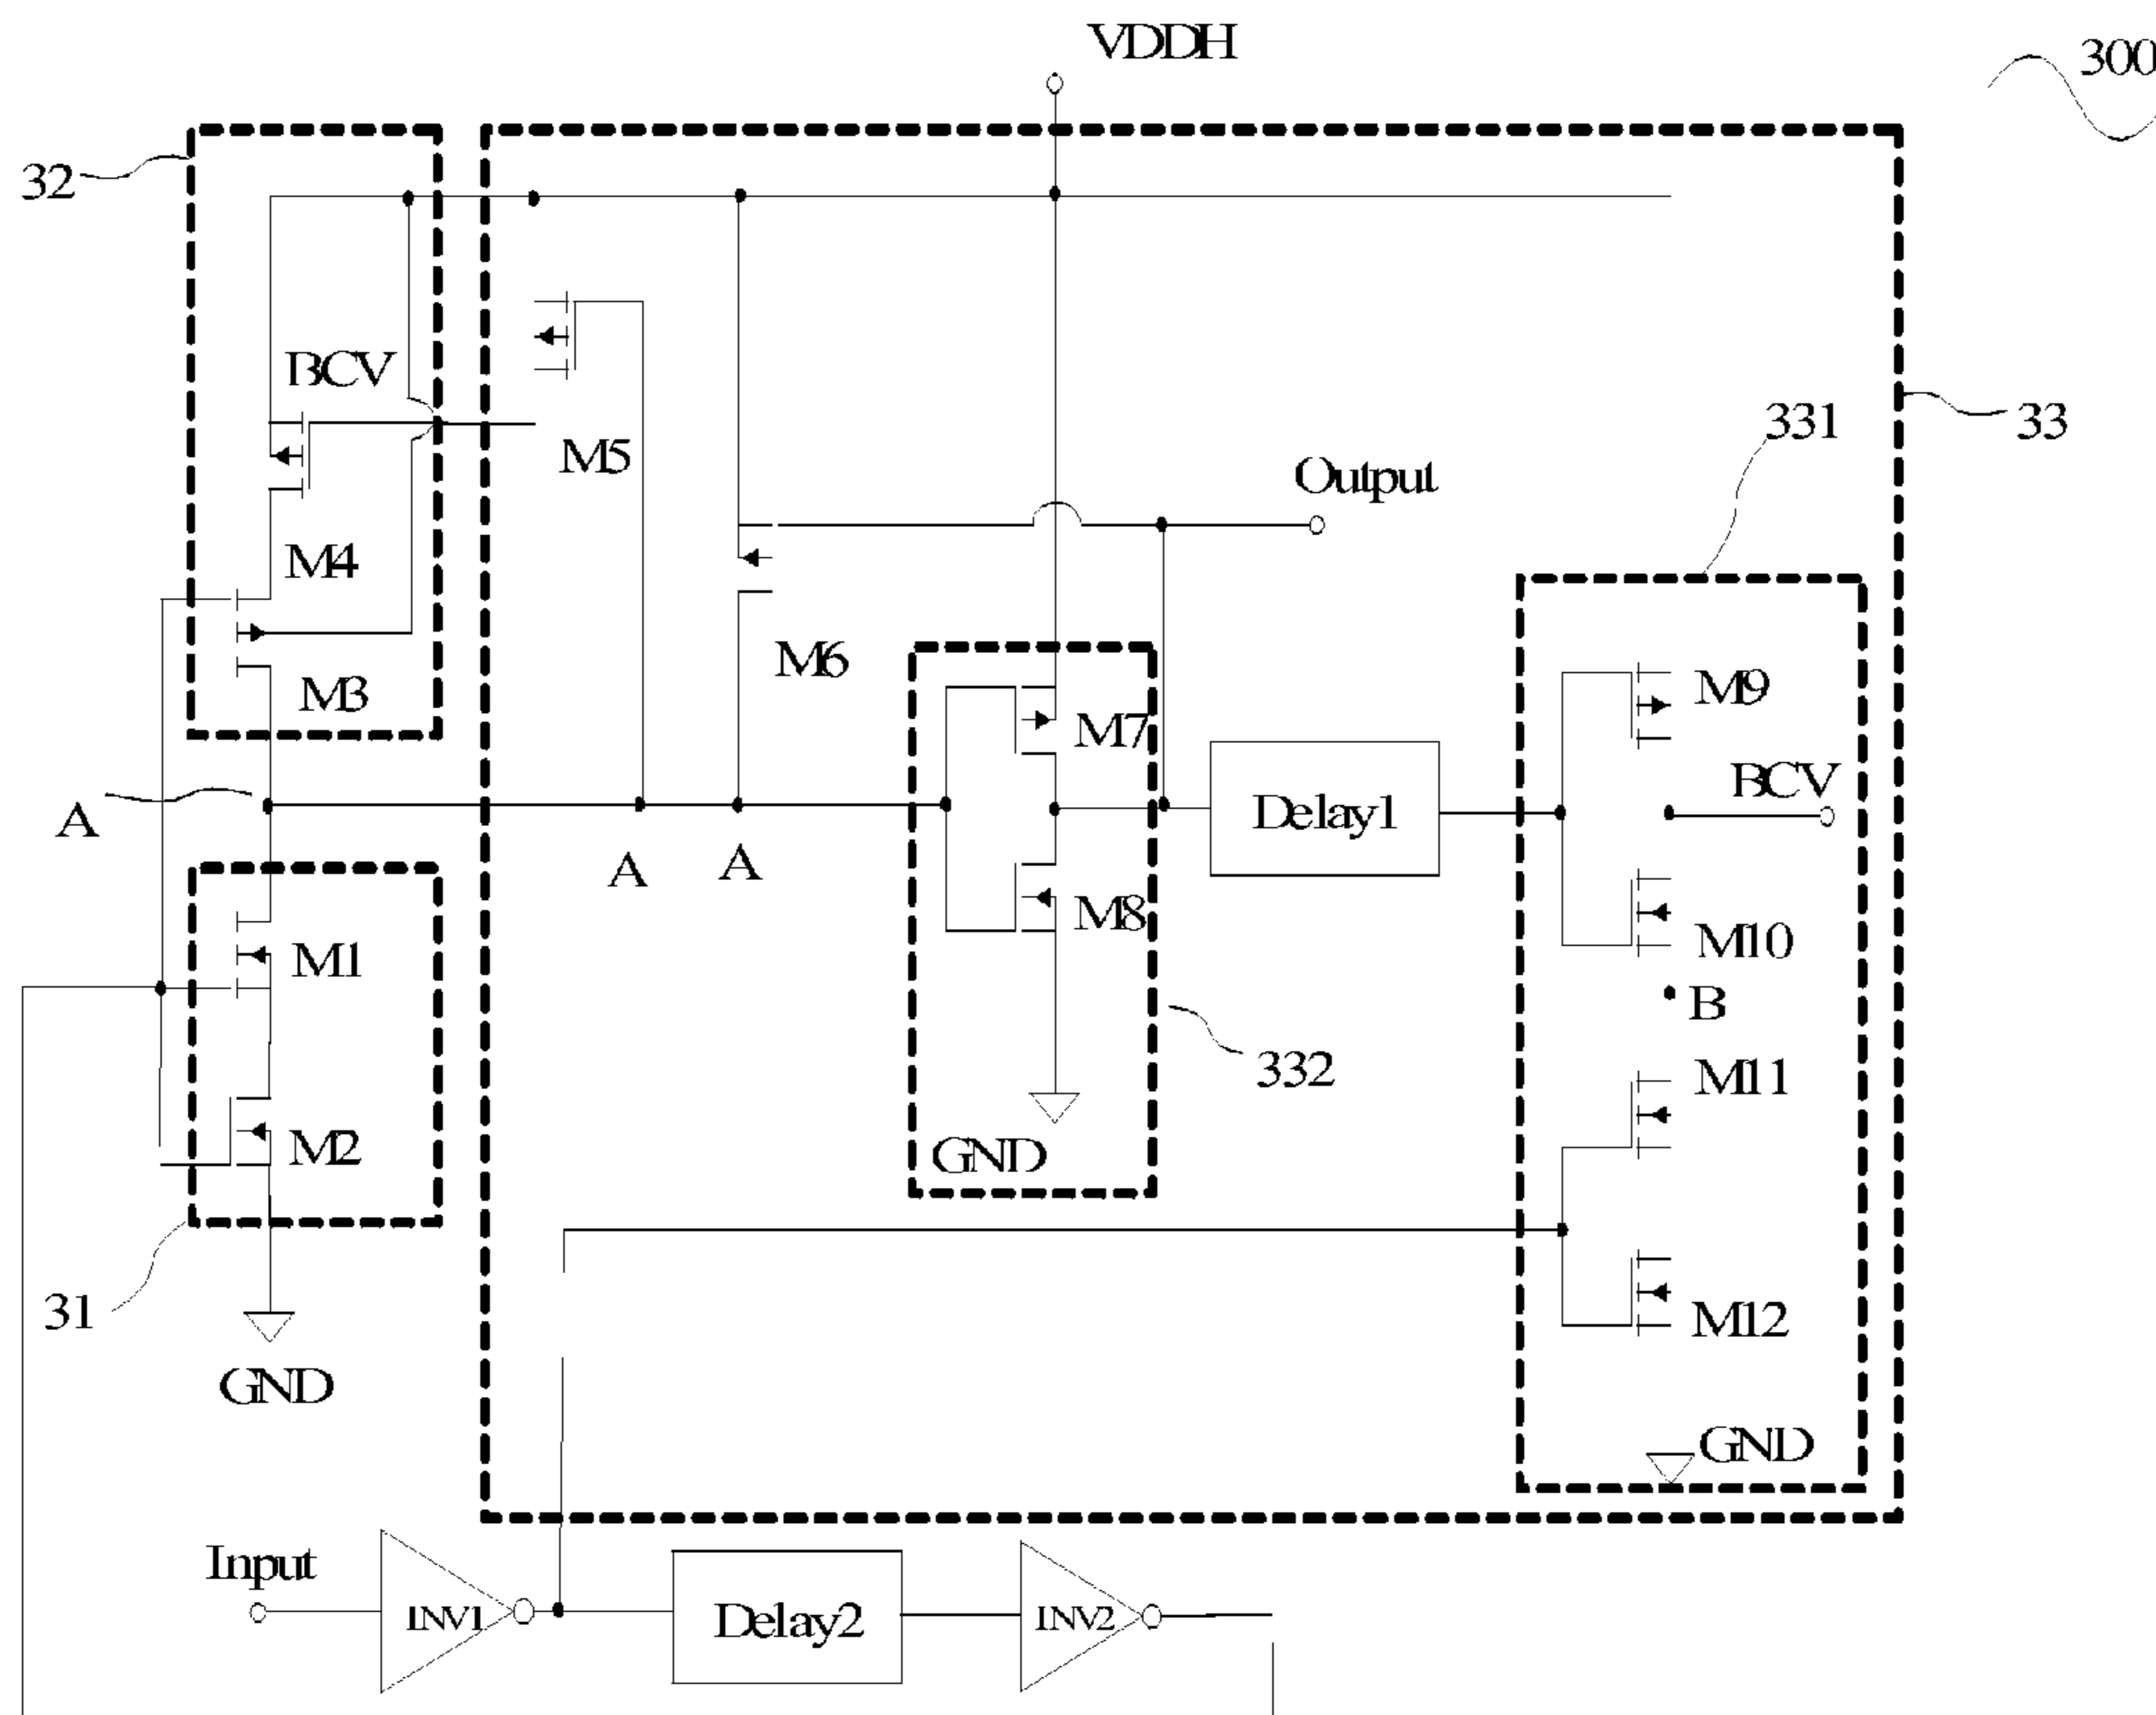 VDDH
300
32
BCV
M5
331
33
Output
M4
M3
M6
M7
M9
BCV
A
Delay1
A
A
M8
M1
M10
B
332
M11
M2
GND
31
M12
GND
GND
Input
INV1
Delay2
INV2